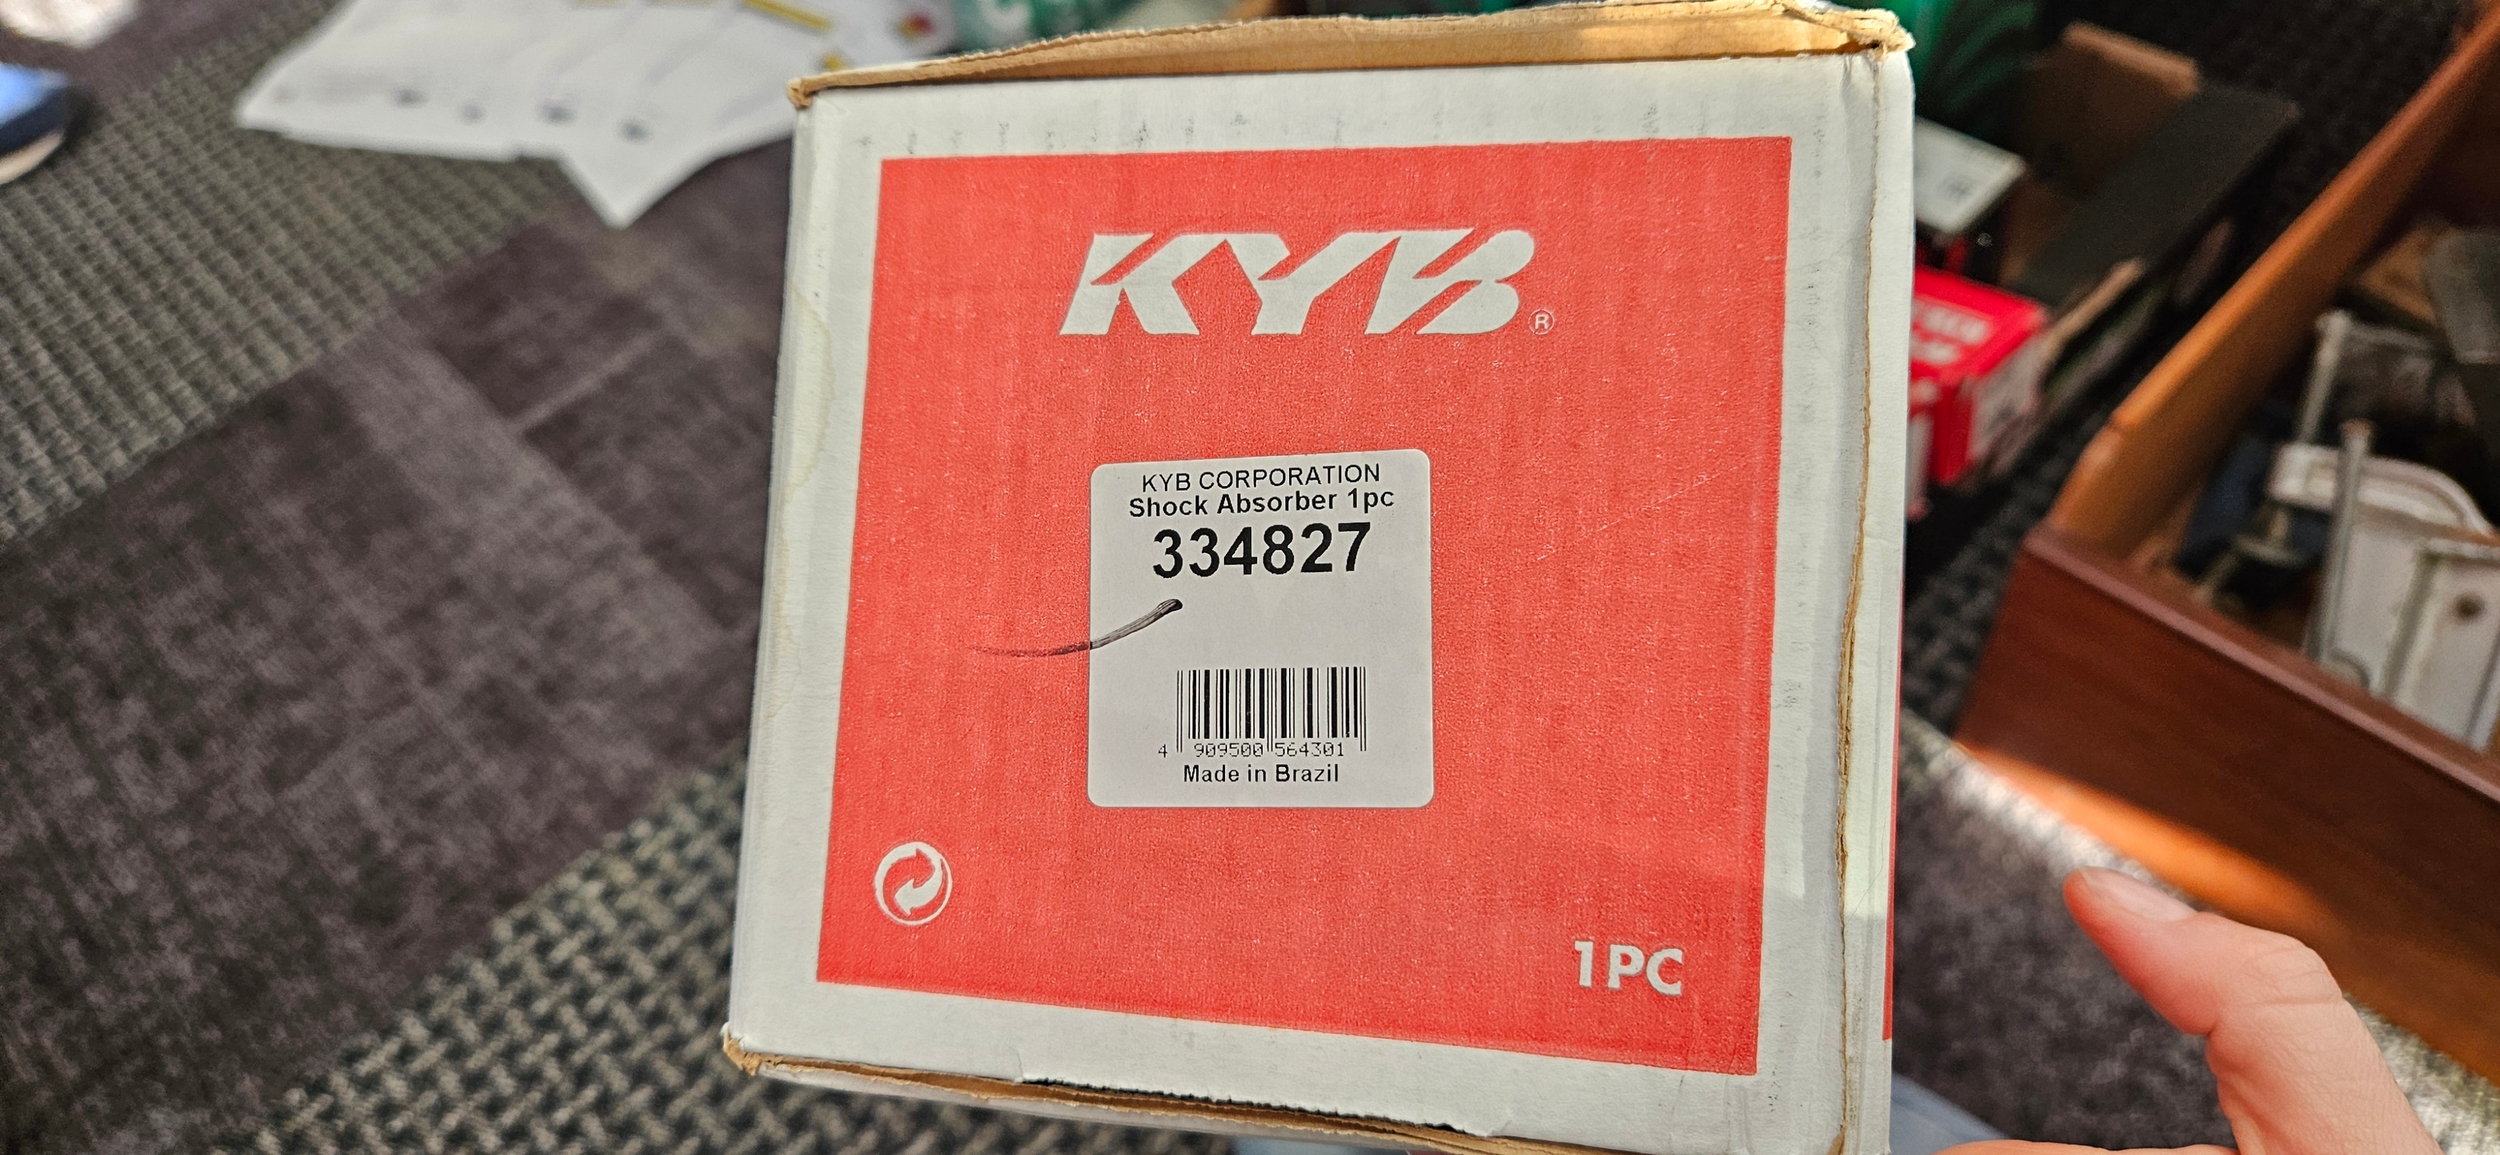 KYB®
KYB CORPORATION
Shock Absorber 1pc
334827
4 909500 564301
Made in Brazil
1PC